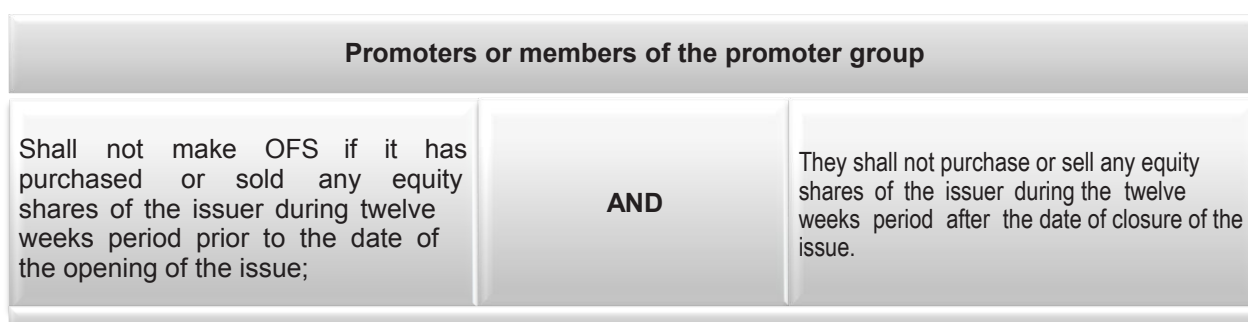 Promoters or members of the promoter group
Shall not make OFS if it has
purchased or sold any equity
shares of the issuer during twelve
weeks period prior to the date of
the opening of the issue;
AND
They shall not purchase or sell any equity
shares of the issuer during the twelve
weeks period after the date of closure of the
issue.